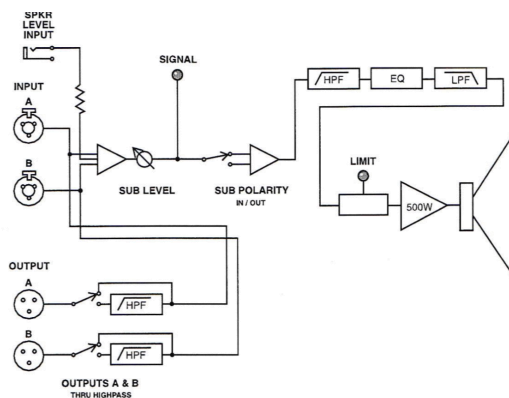 SPKR
LEVEL
INPUT
INPUT
A
B
SIGNAL
SUB LEVEL
SUB POLARITY
IN / OUT
HPF
EQ
LPF
LIMIT
500W
OUTPUT
A
HPF
B
HPF
OUTPUTS A & B
THRU HIGHPASS